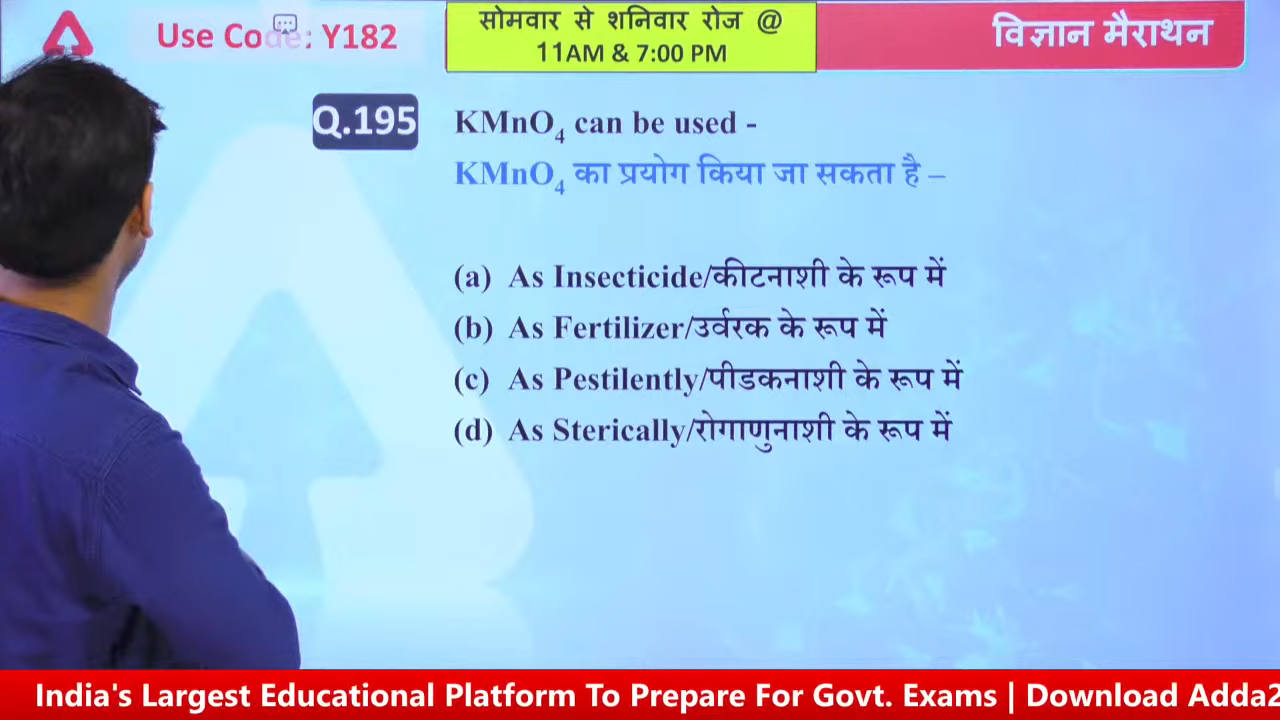 Use Code: Y182
सोमवार से शनिवार रोज @
11AM & 7:00 PM
विज्ञान मैराथन
Q.195
KMnO₄ can be used -
KMnO₄ का प्रयोग किया जा सकता है –
(a) As Insecticide/कीटनाशी के रूप में
(b) As Fertilizer/उर्वरक के रूप में
(c) As Pestilently/पीडकनाशी के रूप में
(d) As Sterically/रोगाणुनाशी के रूप में
India's Largest Educational Platform To Prepare For Govt. Exams | Download Adda2